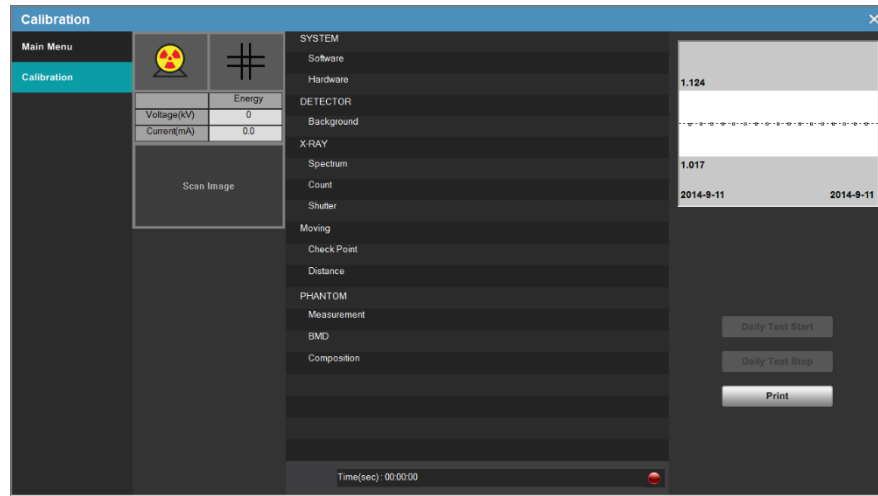 Calibration
Main Menu
Calibration
Energy
Voltage(kV) 0
Current(mA) 0.0
Scan Image
SYSTEM
Software
Hardware
DETECTOR
Background
X-RAY
Spectrum
Count
Shutter
Moving
Check Point
Distance
PHANTOM
Measurement
BMD
Composition
Time(sec) : 00:00:00
1.124
1.017
2014-9-11 2014-9-11
Daily Test Start
Daily Test Stop
Print